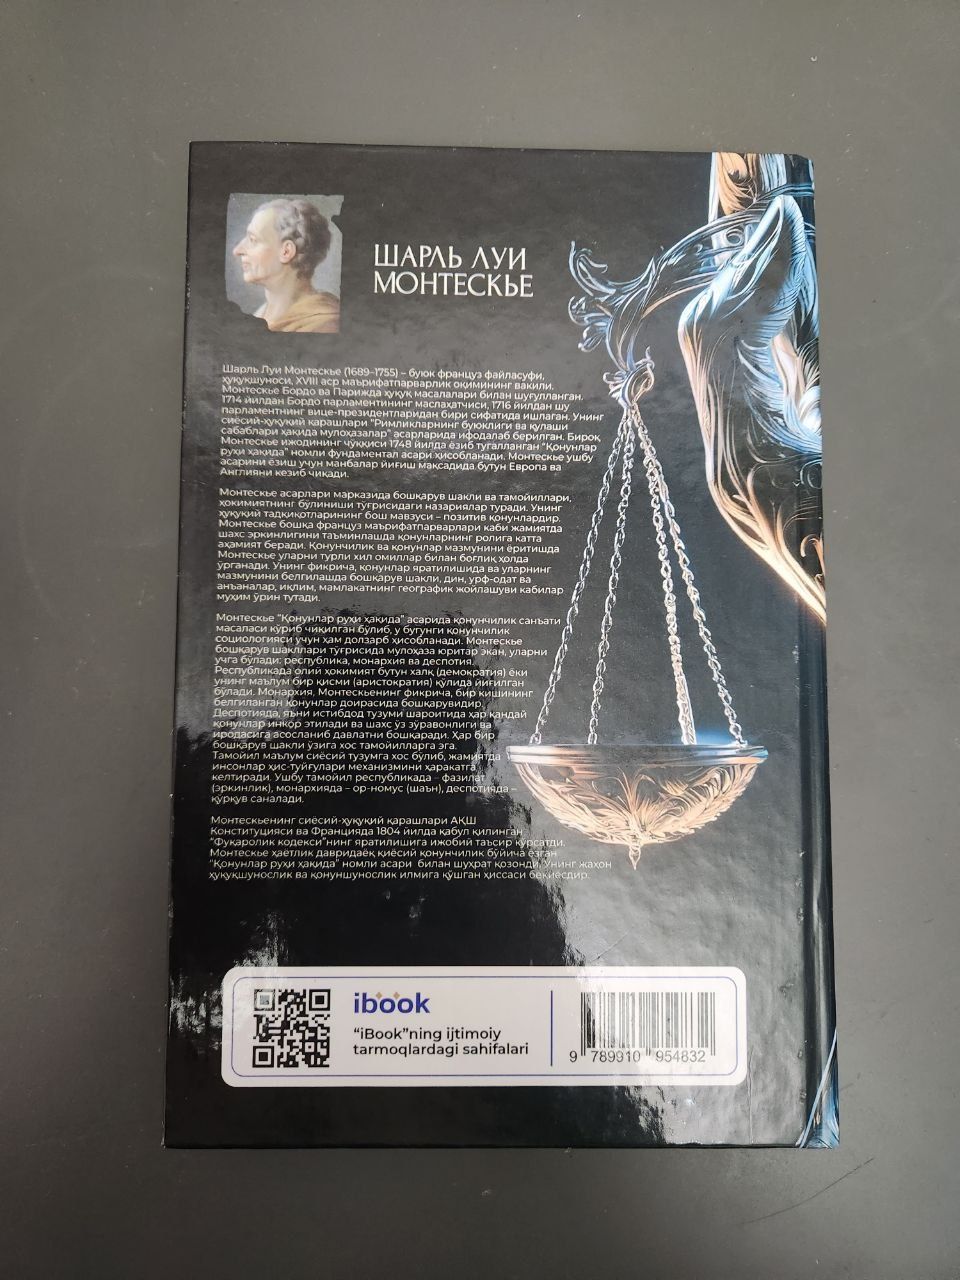 ШАРЛЬ ЛУИ
МОНТЕСКЬЕ
Шарль Луи Монтескье (1689–1755) – буюк француз файласуфи,
ҳуқуқшуноси, XVIII аср маърифатпарварлик оқимининг вакили.
Монтескье Бордо ва Парижда ҳуқуқ масалалари билан шуғулланган.
1714 йилдан Бордо парламентининг маслаҳатчиси, 1716 йилдан шу
парламентнинг вице-президентларидан бири сифатида ишлаган. Унинг
сиёсий-ҳуқуқий қарашлари "Римликларнинг буюклиги ва қулаши
сабаблари ҳақида мулоҳазалар" асарларида ифодалаб берилган. Бироқ
Монтескье ижодининг чўққиси 1748 йилда ёзиб тугалланган "Қонунлар
руҳи ҳақида" номли фундаментал асари ҳисобланади. Монтескье ушбу
асарини ёзиш учун манбалар йиғиш мақсадида бутун Европа ва
Англияни кезиб чиқади.
Монтескье асарлари марказида бошқарув шакли ва тамойиллари,
ҳокимиятнинг бўлиниши тўғрисидаги назариялар туради. Унинг
ҳуқуқий тадқиқотларининг бош мавзуси – позитив қонунлардир.
Монтескье бошқа француз маърифатпарварлари каби жамиятда
шахс эркинлигини таъминлашда қонунларнинг ролига катта
аҳамият беради. Қонунчилик ва қонунлар мазмунини ёритишда
Монтескье уларни турли хил омиллар билан боғлиқ ҳолда
ўрганади. Унинг фикрича, қонунлар яратилишида ва уларнинг
мазмунини белгилашда бошқарув шакли, дин, урф-одат ва
анъаналар, иқлим, мамлакатнинг географик жойлашуви кабилар
муҳим ўрин тутади.
Монтескье "Қонунлар руҳи ҳақида" асарида қонунчилик санъати
масаласи кўриб чиқилган бўлиб, у бугунги қонунчилик
социологияси учун ҳам долзарб ҳисобланади. Монтескье
бошқарув шакллари тўғрисида мулоҳаза юритар экан, уларни
учга бўлади: республика, монархия ва деспотия.
Республикада олий ҳокимият бутун халқ (демократия) ёки
унинг маълум бир қисми (аристократия) қўлида йиғилган
бўлади. Монархия, Монтескьенинг фикрича, бир кишининг
белгиланган қонунлар доирасида бошқарувидир.
Деспотияда, яъни истибдод тузуми шароитида ҳар қандай
қонунлар инкор этилади ва шахс ўз зўравонлиги ва
иродасига асосланиб давлатни бошқаради. Ҳар бир
бошқарув шакли ўзига хос тамойилларга эга.
Тамойил маълум сиёсий тузумга хос бўлиб, жамиятда
инсонлар ҳис-туйғулари механизмини ҳаракатга
келтиради. Ушбу тамойил республикада – фазилат
(эркинлик), монархияда – ор-номус (шаън), деспотияда –
қўрқув саналади.
Монтескьенинг сиёсий-ҳуқуқий қарашлари АҚШ
Конституцияси ва Францияда 1804 йилда қабул қилинган
"Фуқаролик кодекси"нинг яратилишига ижобий таъсир кўрсатди.
Монтескье ҳаётлик давридаёқ қиёсий қонунчилик бўйича ёзган
"Қонунлар руҳи ҳақида" номли асари билан шуҳрат қозонди. Унинг жаҳон
ҳуқуқшунослик ва қонуншунослик илмига қўшган ҳиссаси беқиёсдир.
ibook
"iBook"ning ijtimoiy
tarmoqlardagi sahifalari
9 789910 954832